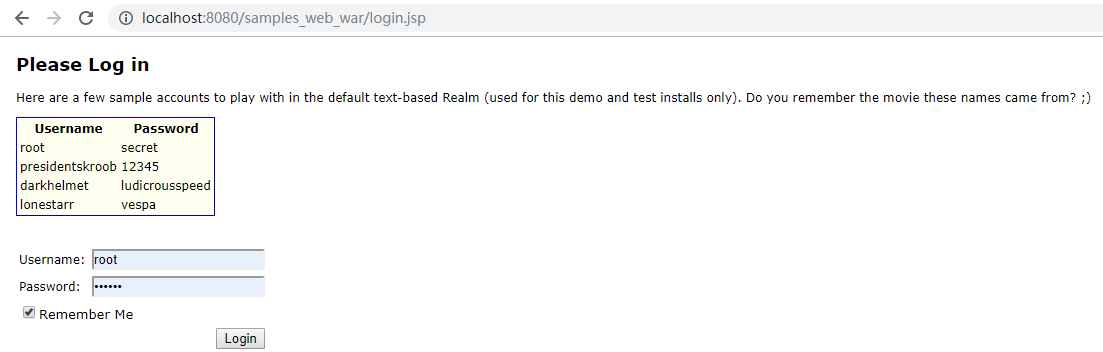 localhost:8080/samples_web_war/login.jsp
Please Log in
Here are a few sample accounts to play with in the default text-based Realm (used for this demo and test installs only). Do you remember the movie these names came from? ;)
Username Password
root secret
presidentskroob 12345
darkhelmet ludicrousspeed
lonestarr vespa
Username: root
Password: ••••••
Remember Me
Login